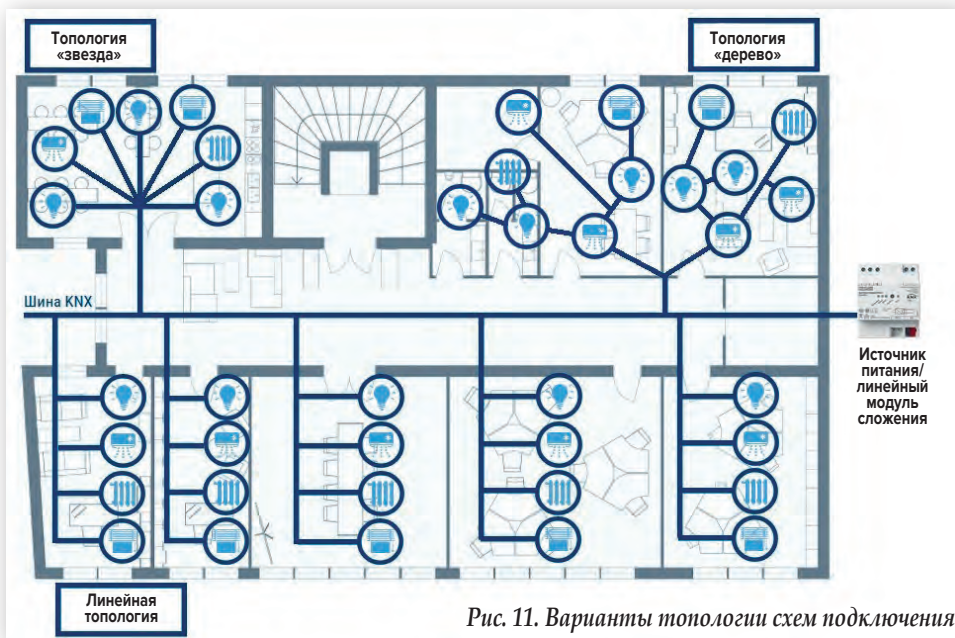 Топология
«звезда»
Топология
«дерево»
Шина KNX
Источник
питания/
линейный
модуль
сложения
Линейная
топология
Рис. 11. Варианты топологии схем подключения